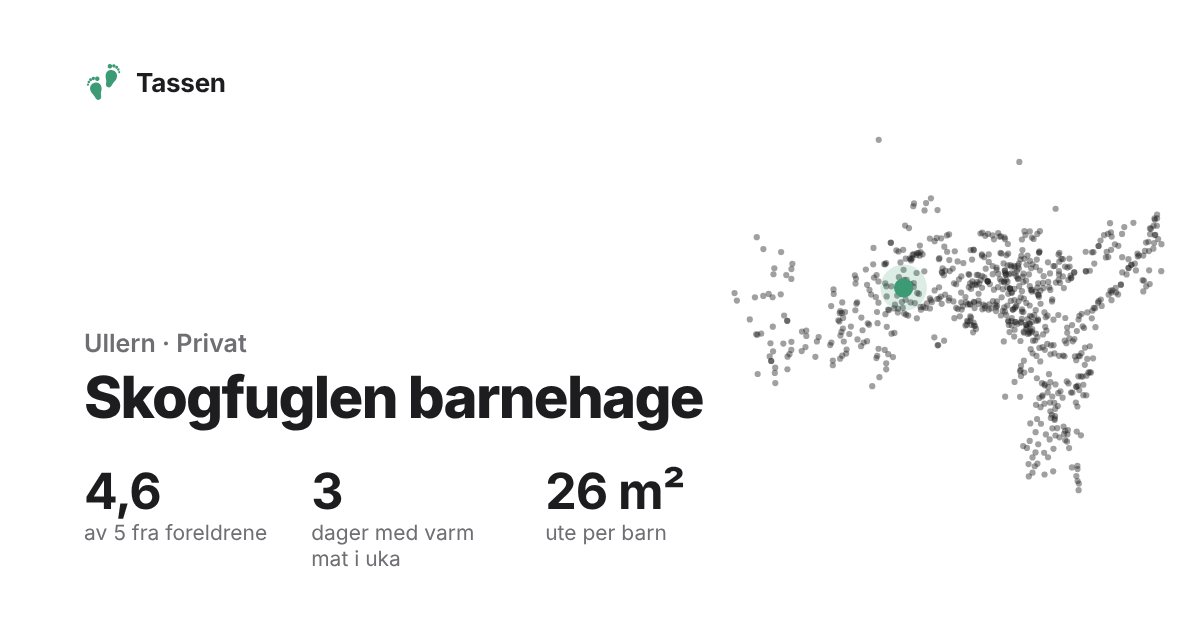 Tassen
Ullern · Privat
Skogfuglen barnehage
4,6
av 5 fra foreldrene
3
dager med varm
mat i uka
26 m²
ute per barn